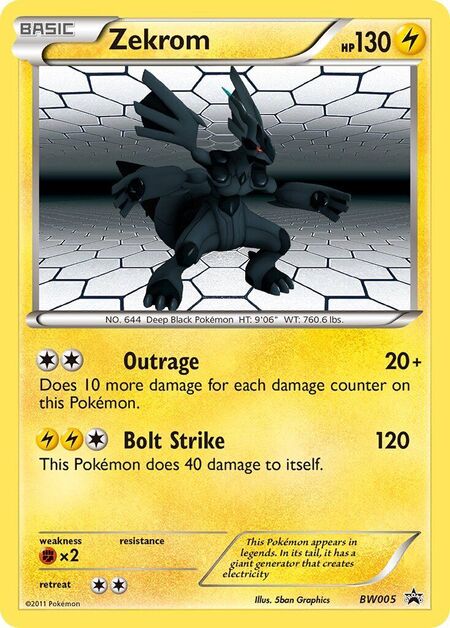 BASIC
Zekrom
HP130
NO. 644 Deep Black Pokémon HT: 9'06" WT: 760.6 lbs.
Outrage 20+
Does 10 more damage for each damage counter on
this Pokémon.
Bolt Strike 120
This Pokémon does 40 damage to itself.
weakness resistance
×2
retreat
This Pokémon appears in
legends. In its tail, it has a
giant generator that creates
electricity
©2011 Pokémon
Illus. 5ban Graphics
BW005